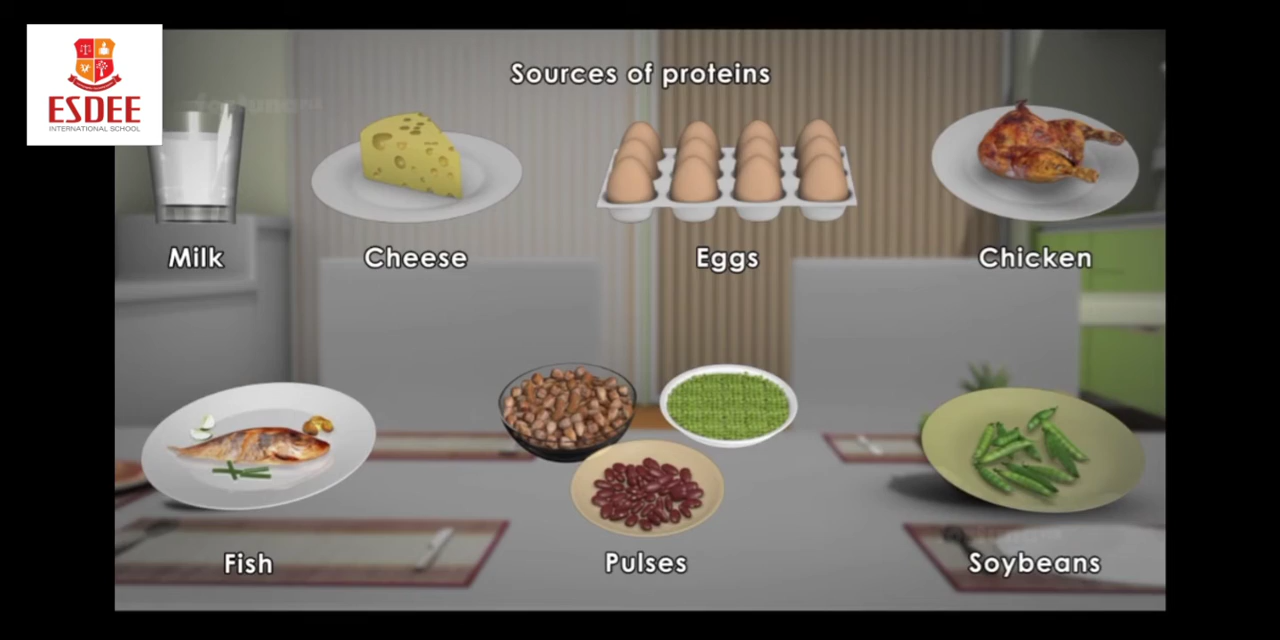 ESDEE
INTERNATIONAL SCHOOL
Sources of proteins
Milk
Cheese
Eggs
Chicken
Fish
Pulses
Soybeans